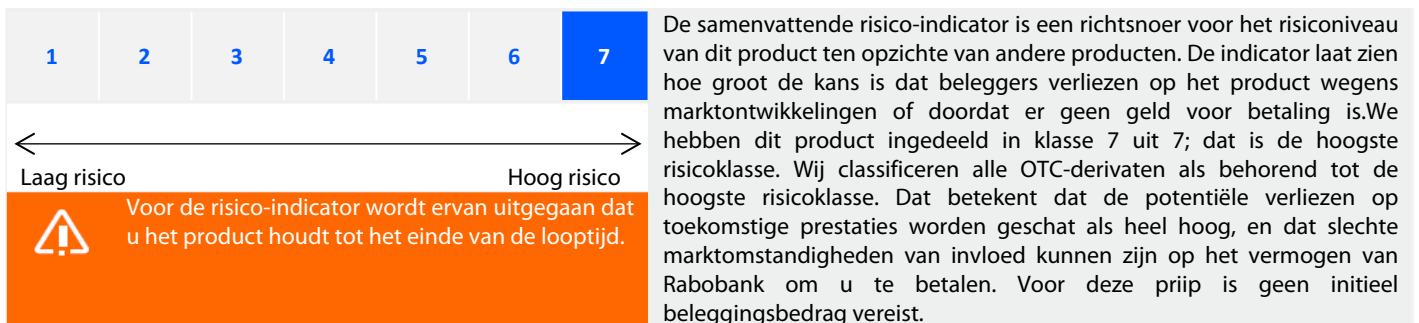 1 2 3 4 5 6 7
Laag risico Hoog risico
Voor de risico-indicator wordt ervan uitgegaan dat
u het product houdt tot het einde van de looptijd.
De samenvattende risico-indicator is een richtsnoer voor het risiconiveau
van dit product ten opzichte van andere producten. De indicator laat zien
hoe groot de kans is dat beleggers verliezen op het product wegens
marktontwikkelingen of doordat er geen geld voor betaling is.We
hebben dit product ingedeeld in klasse 7 uit 7; dat is de hoogste
risicoklasse. Wij classificeren alle OTC-derivaten als behorend tot de
hoogste risicoklasse. Dat betekent dat de potentiële verliezen op
toekomstige prestaties worden geschat als heel hoog, en dat slechte
marktomstandigheden van invloed kunnen zijn op het vermogen van
Rabobank om u te betalen. Voor deze priip is geen initieel
beleggingsbedrag vereist.